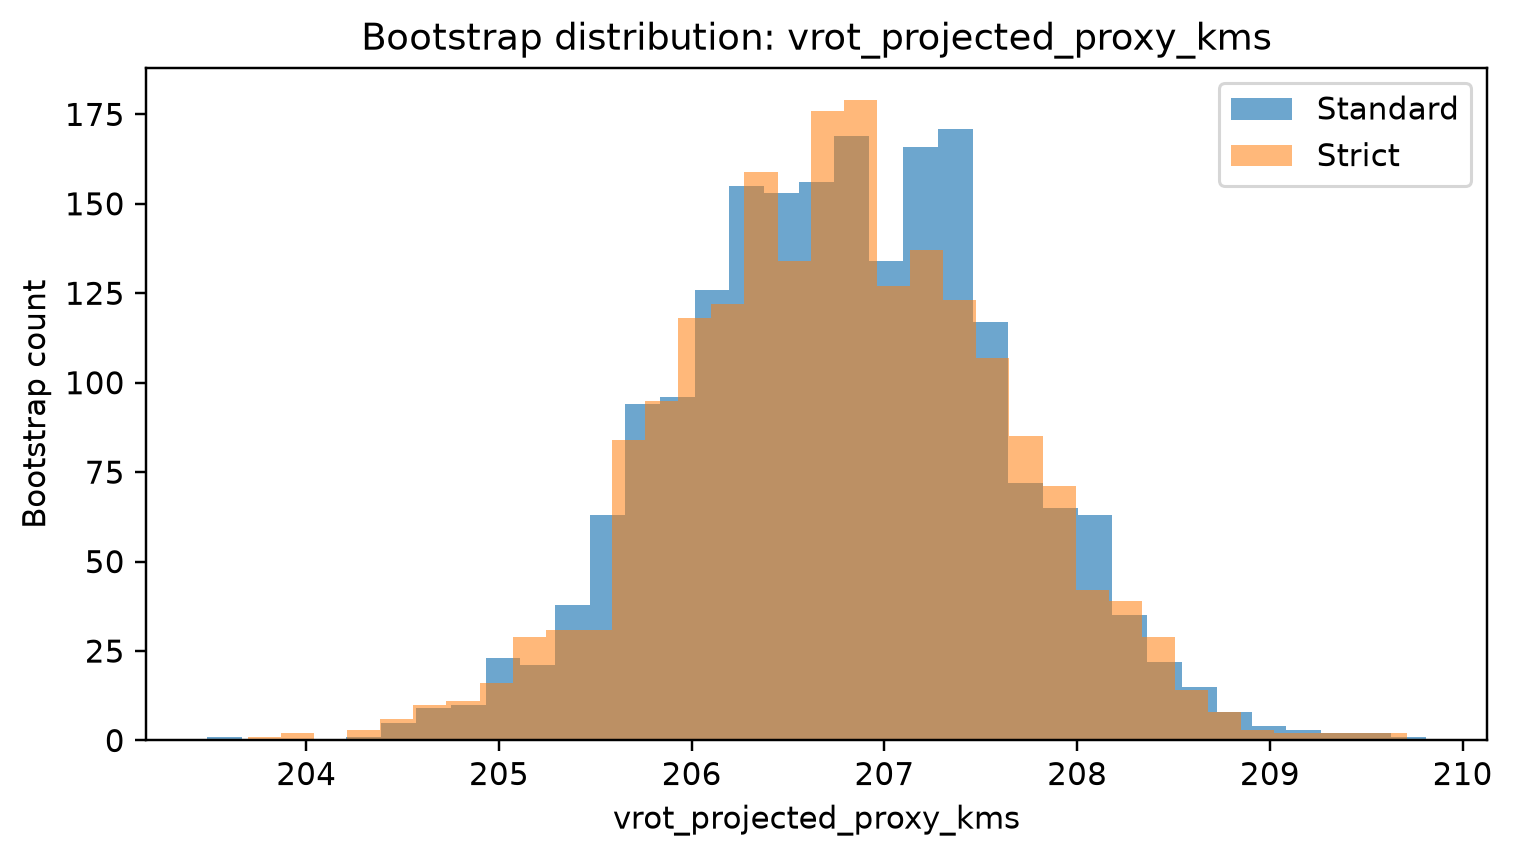 Bootstrap distribution: vrot_projected_proxy_kms
Standard
Strict
Bootstrap count
175
150
125
100
75
50
25
0
204 205 206 207 208 209 210
vrot_projected_proxy_kms